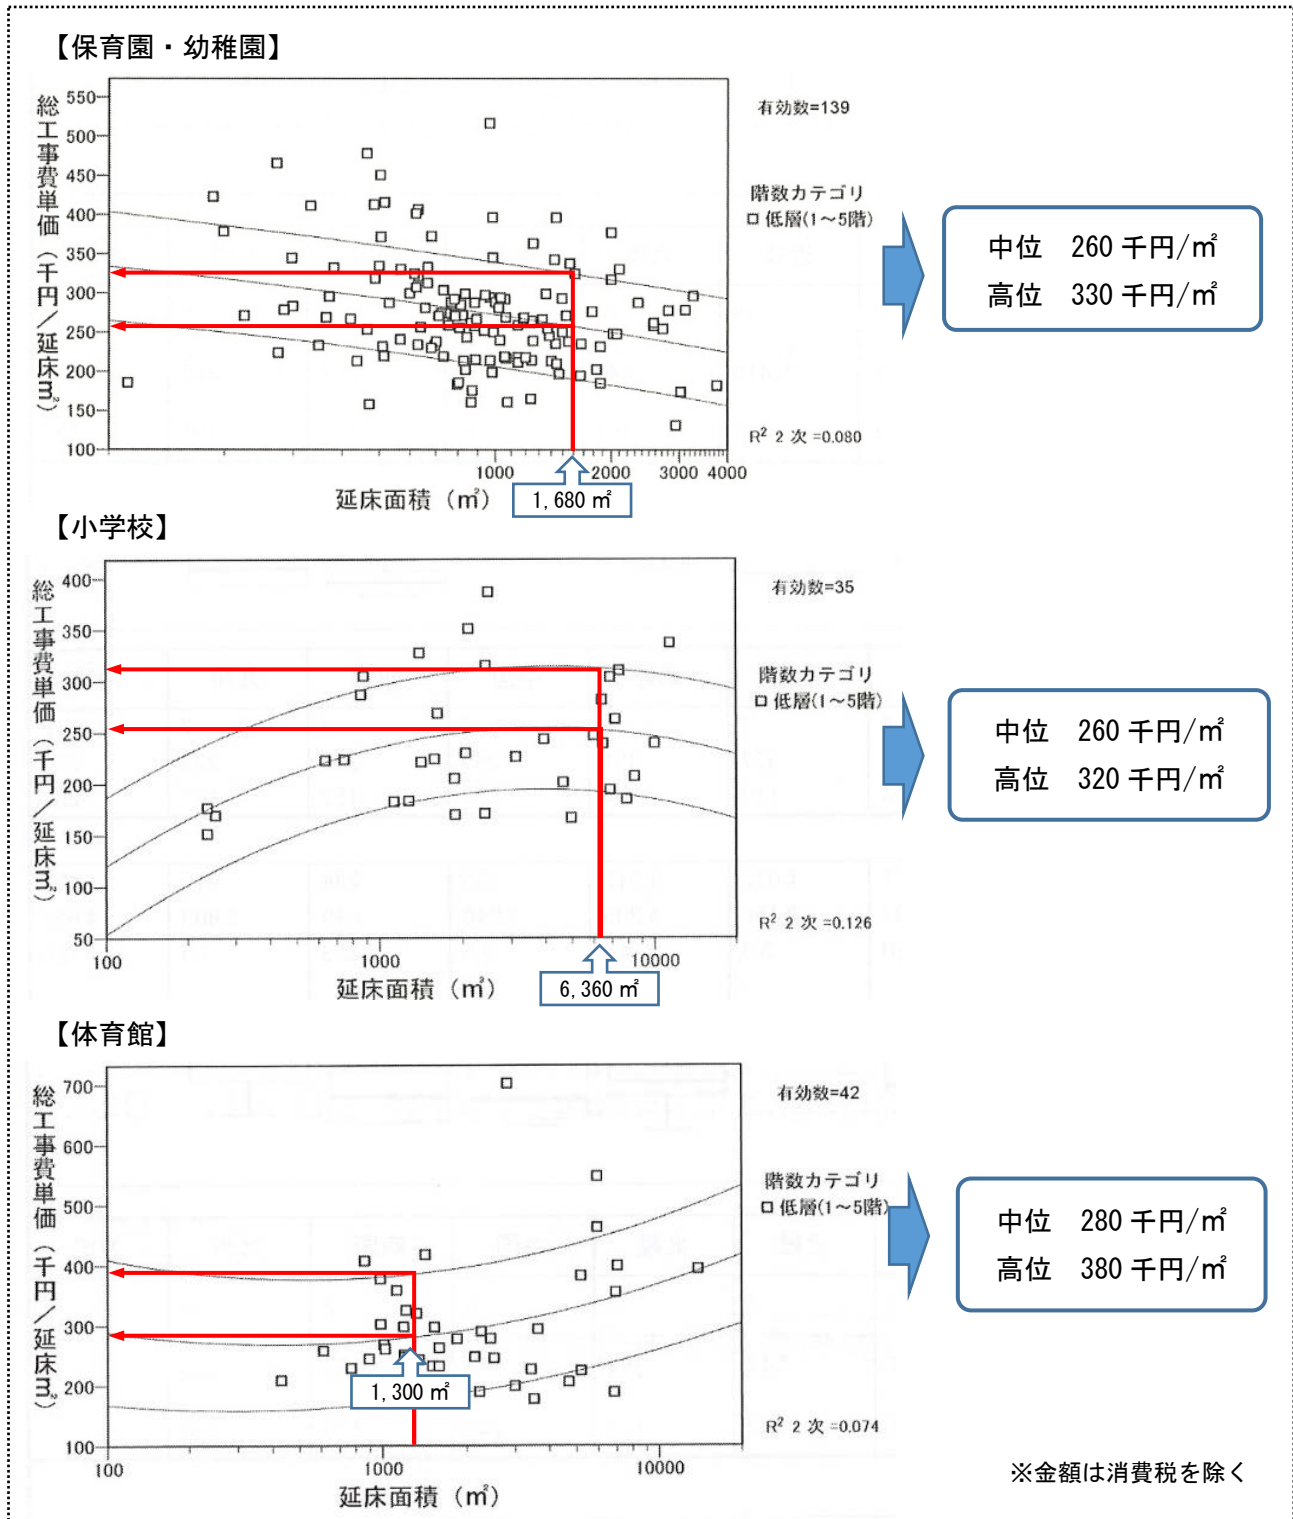 【保育園・幼稚園】
総工事費単価（千円／延床㎡）
550
500
450
400
350
300
250
200
150
100
1000
2000
3000
4000
延床面積（㎡）
1,680 ㎡
有効数=139
階数カテゴリ
低層(1～5階)
R² 2 次 =0.080
中位　260 千円/㎡
高位　330 千円/㎡
【小学校】
総工事費単価（千円／延床㎡）
400
350
300
250
200
150
100
50
100
1000
10000
延床面積（㎡）
6,360 ㎡
有効数=35
階数カテゴリ
低層(1～5階)
R² 2 次 =0.126
中位　260 千円/㎡
高位　320 千円/㎡
【体育館】
総工事費単価（千円／延床㎡）
700
600
500
400
300
200
100
100
1000
10000
延床面積（㎡）
1,300 ㎡
有効数=42
階数カテゴリ
低層(1～5階)
R² 2 次 =0.074
中位　280 千円/㎡
高位　380 千円/㎡
※金額は消費税を除く